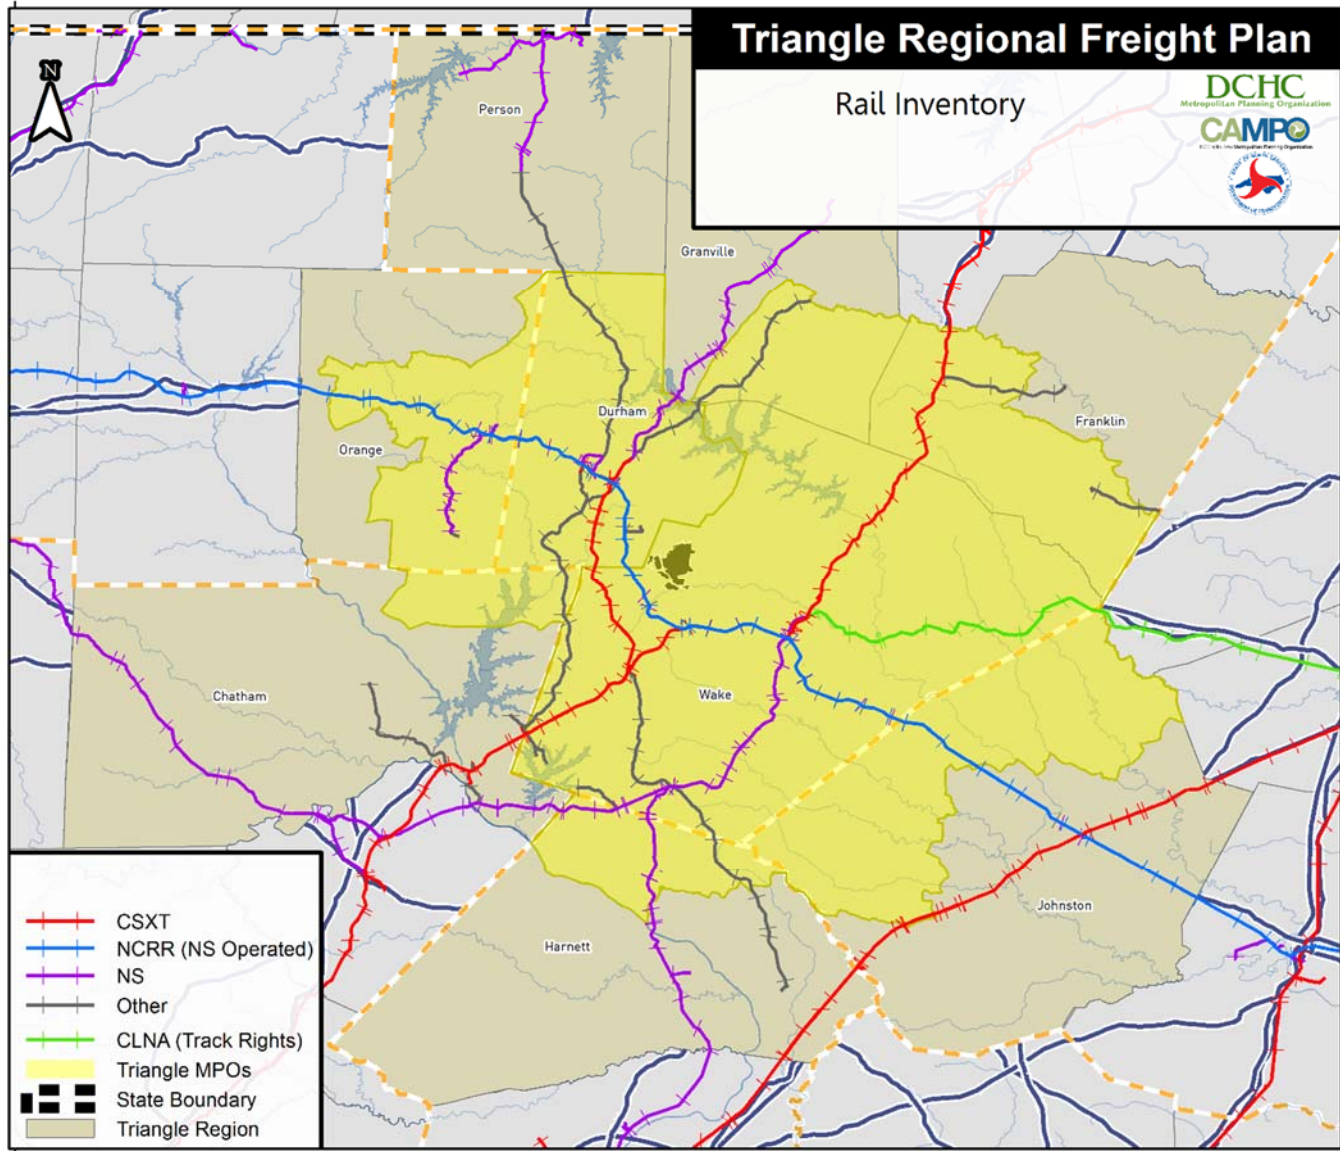 Triangle Regional Freight Plan
Rail Inventory
DCHC
Metropolitan Planning Organization
CAMPO
N
Person
Granville
Durham
Franklin
Orange
Chatham
Wake
Johnston
Harnett
CSXT
NCRR (NS Operated)
NS
Other
CLNA (Track Rights)
Triangle MPOs
State Boundary
Triangle Region